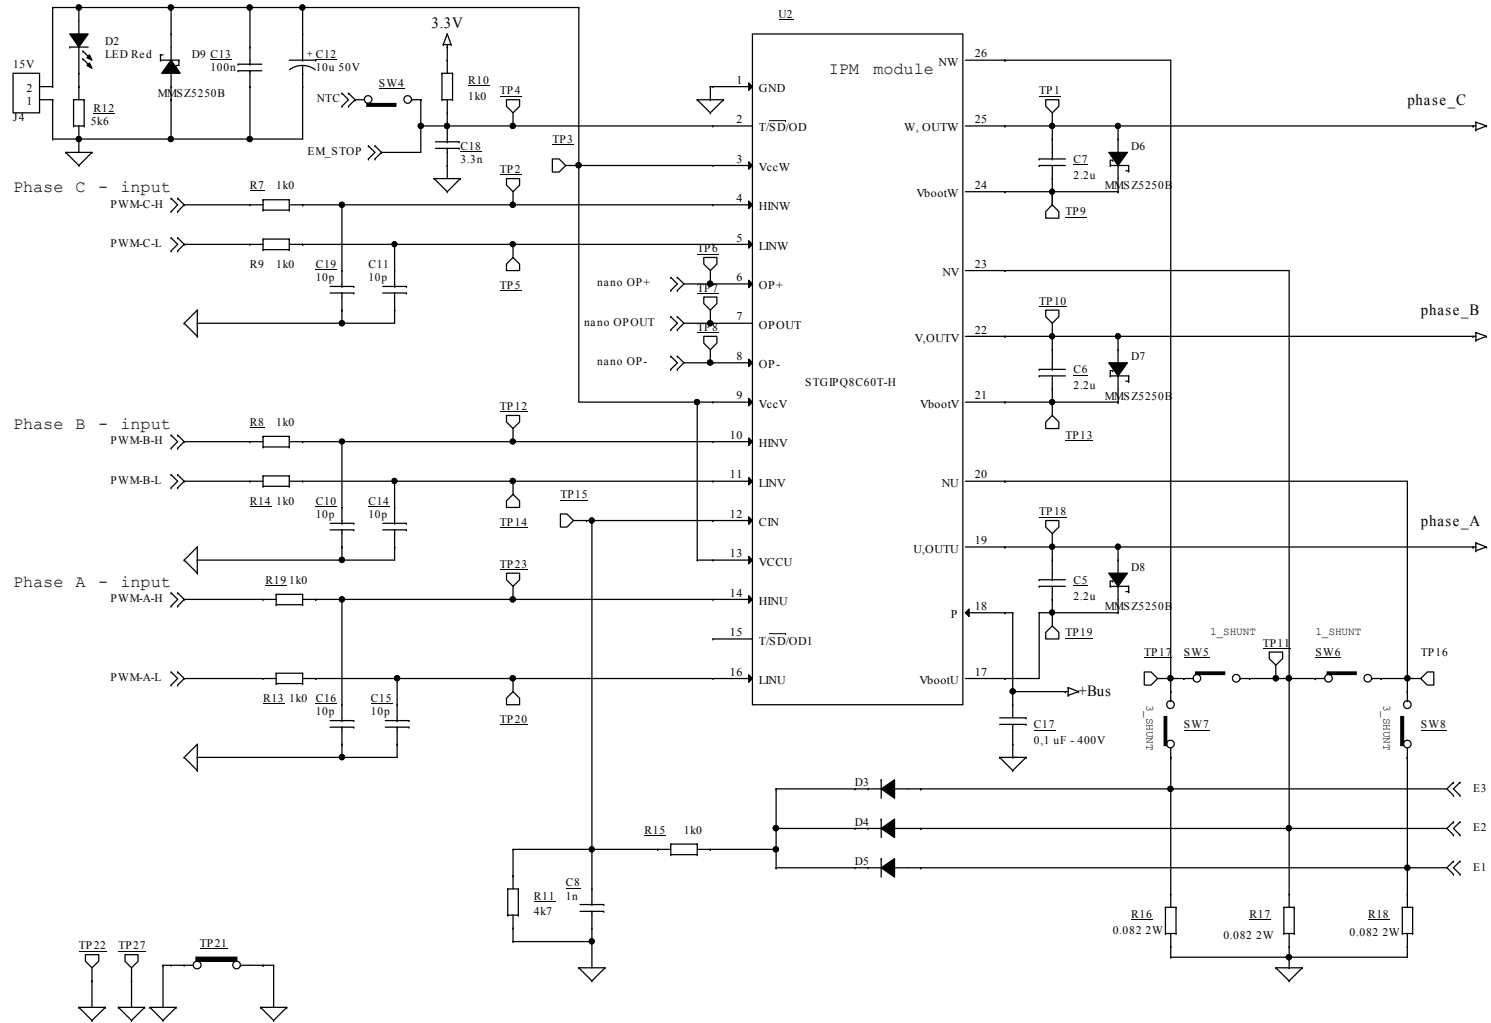 U2
3.3V
D2
LED Red
D9
C13
100n
+
C12
10u 50V
15V
2
1
J4
R12
5k6
MMSZ5250B
SW4
NTC
R10
1k0
TP4
EM_STOP
C18
3.3n
TP3
IPM module
1
GND
2
T/SD/OD
3
VccW
4
HINW
5
LINW
6
OP+
7
OPOUT
8
OP-
9
VccV
10
HINV
11
LINV
12
CIN
13
VCCU
14
HINU
15
T/SD/OD1
16
LINU
STGIPQ8C60T-H
26
NW
25
W, OUTW
24
VbootW
23
NV
22
V,OUTV
21
VbootV
20
NU
19
U,OUTU
18
P
17
VbootU
Phase C - input
PWM-C-H
R7 1k0
TP2
PWM-C-L
R9 1k0
C19
10p
C11
10p
TP5
TP6
nano OP+
TP7
nano OPOUT
TP8
nano OP-
Phase B - input
PWM-B-H
R8 1k0
TP12
PWM-B-L
R14 1k0
C10
10p
C14
10p
TP14
TP15
Phase A - input
PWM-A-H
R19 1k0
TP23
PWM-A-L
R13 1k0
C16
10p
C15
10p
TP20
TP1
phase_C
C7
2.2u
D6
MMSZ5250B
TP9
TP10
phase_B
C6
2.2u
D7
MMSZ5250B
TP13
TP18
phase_A
C5
2.2u
D8
MMSZ5250B
TP19
+Bus
C17
0,1 uF - 400V
1_SHUNT
1_SHUNT
TP17
SW5
TP11
SW6
TP16
3_SHUNT
SW7
3_SHUNT
SW8
D3
E3
D4
E2
D5
E1
R15 1k0
R11
4k7
C8
1n
R16
0.082 2W
R17
0.082 2W
R18
0.082 2W
TP22
TP27
TP21